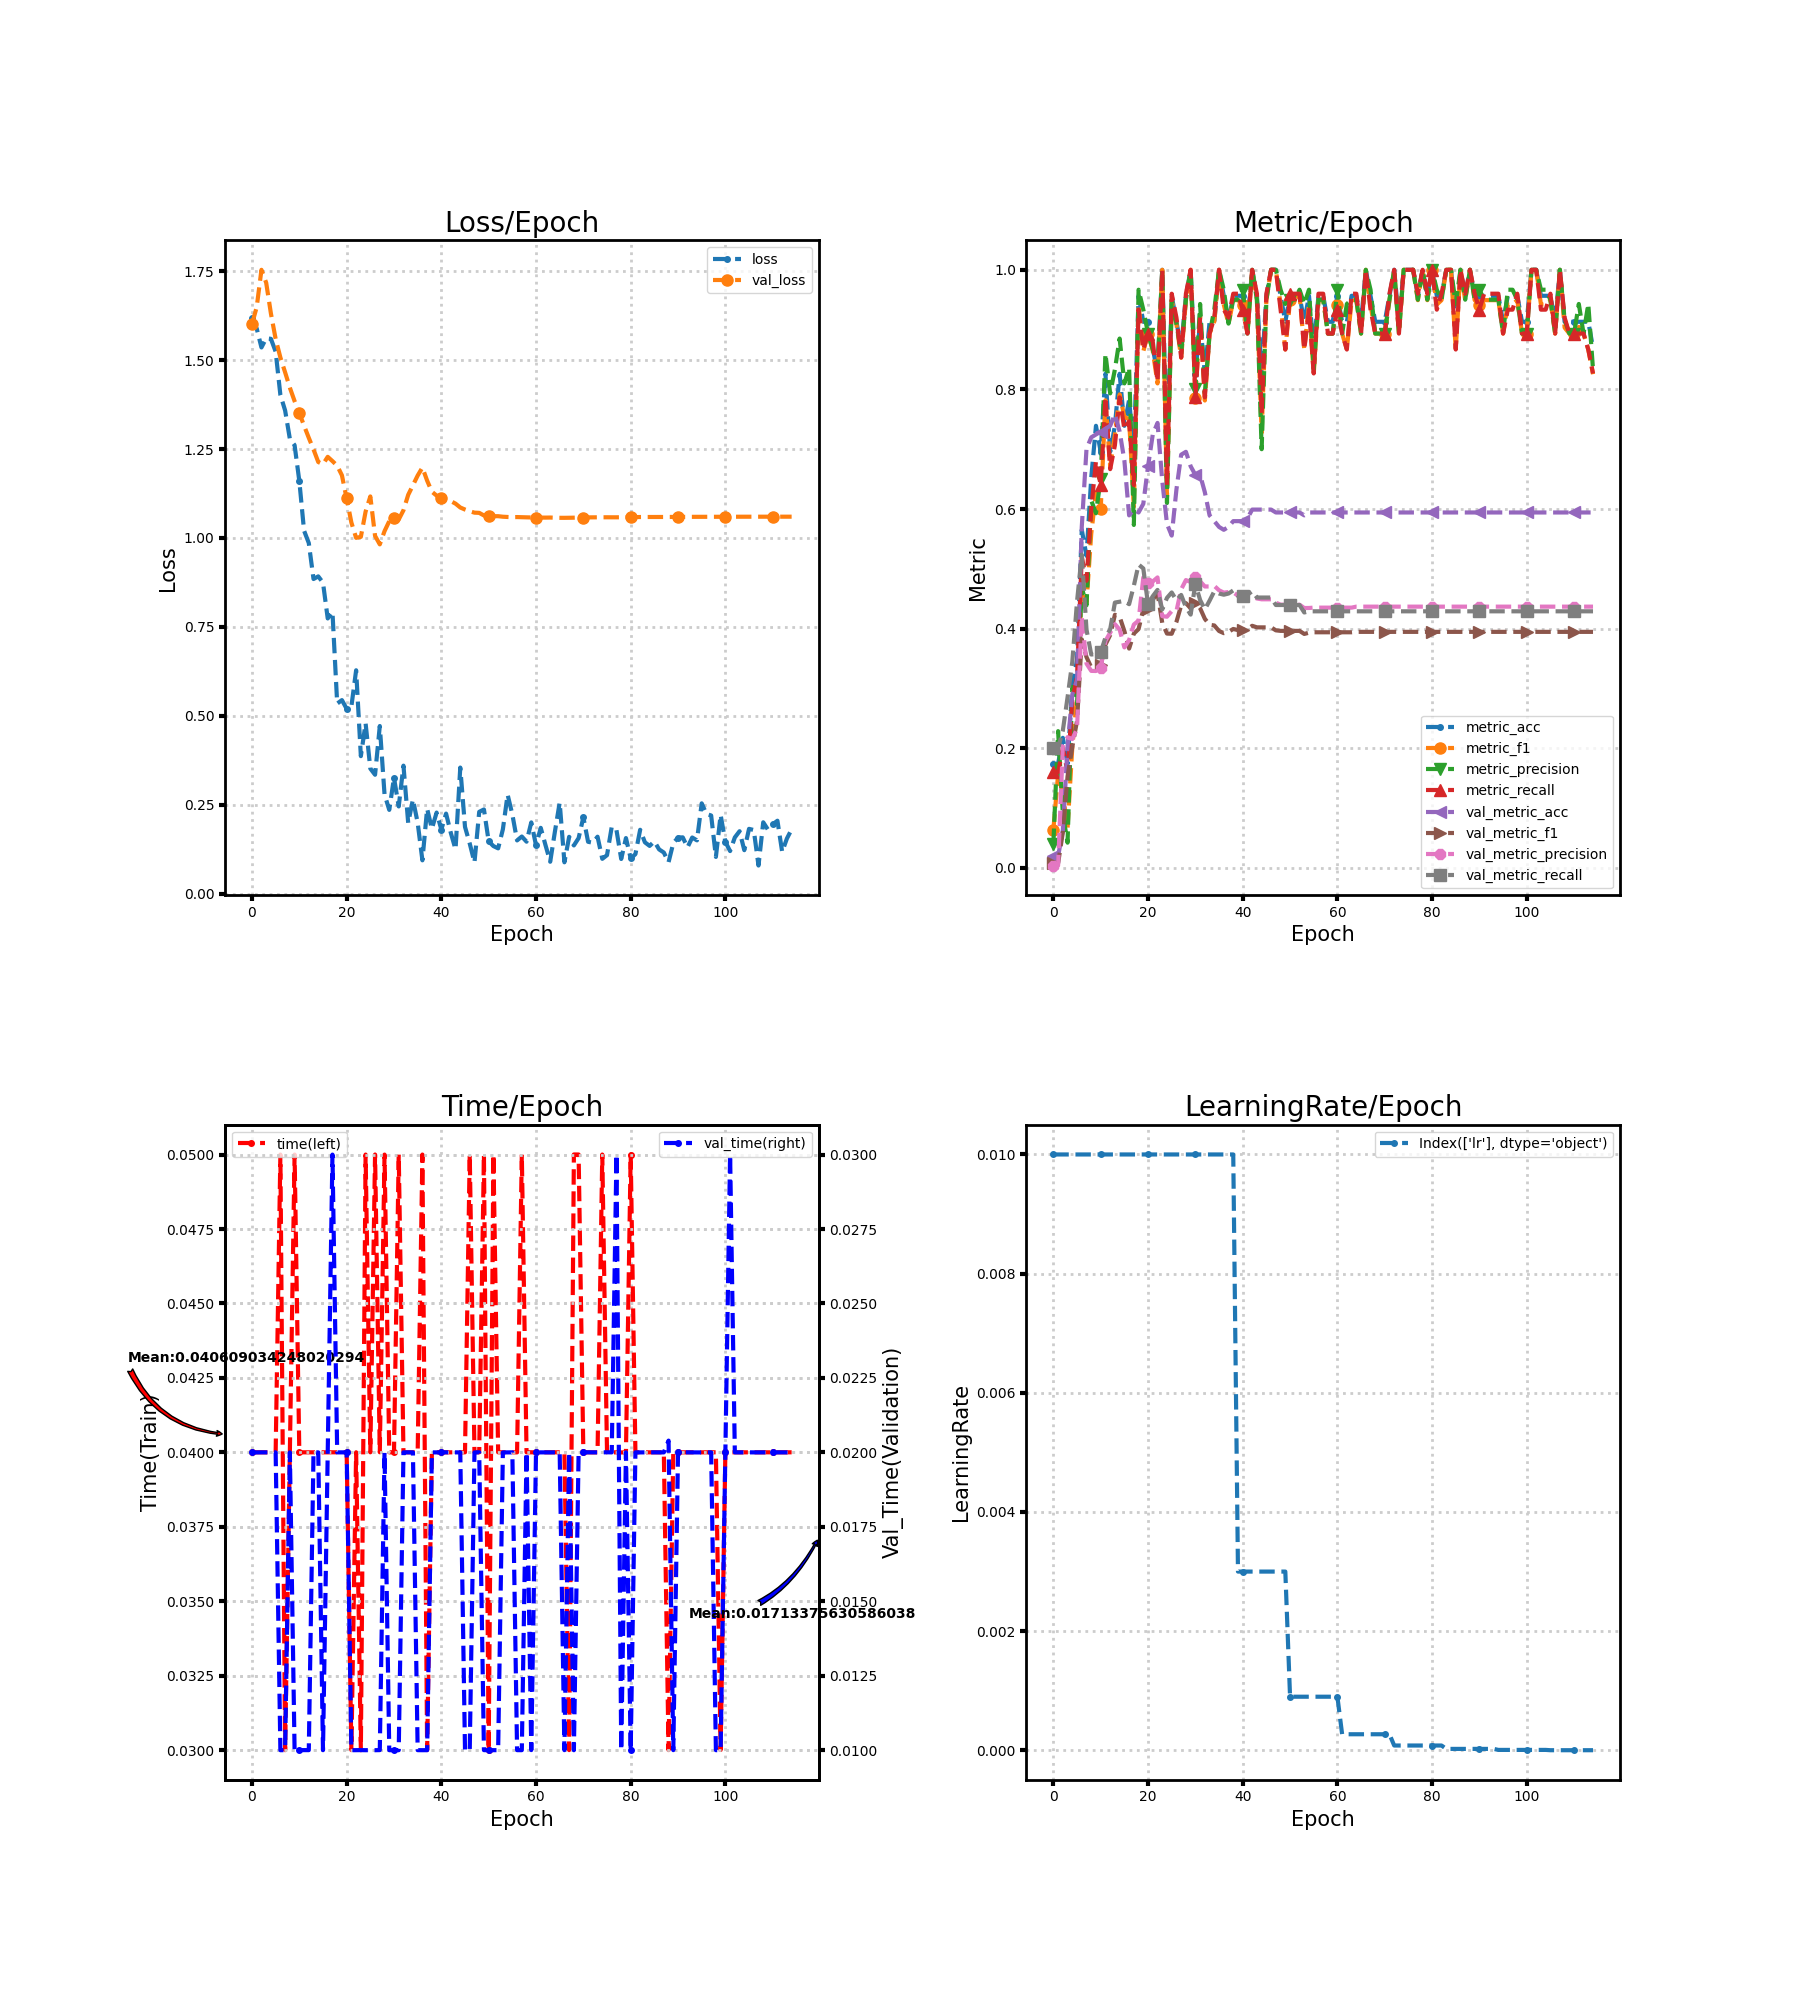 Loss/Epoch
1.75
1.50
1.25
1.00
0.75
0.50
0.25
0.00
Loss
loss
val_loss
0 20 40 60 80 100
Epoch
Metric/Epoch
1.0
0.8
0.6
0.4
0.2
0.0
Metric
metric_acc
metric_f1
metric_precision
metric_recall
val_metric_acc
val_metric_f1
val_metric_precision
val_metric_recall
0 20 40 60 80 100
Epoch
Time/Epoch
time(left)
val_time(right)
0.0500
0.0475
0.0450
0.0425
0.0400
0.0375
0.0350
0.0325
0.0300
Time(Train)
Mean:0.040609034248020294
0.0300
0.0275
0.0250
0.0225
0.0200
0.0175
0.0150
0.0125
0.0100
Val_Time(Validation)
Mean:0.01713375630586038
0 20 40 60 80 100
Epoch
LearningRate/Epoch
Index(['lr'], dtype='object')
0.010
0.008
0.006
0.004
0.002
0.000
LearningRate
0 20 40 60 80 100
Epoch